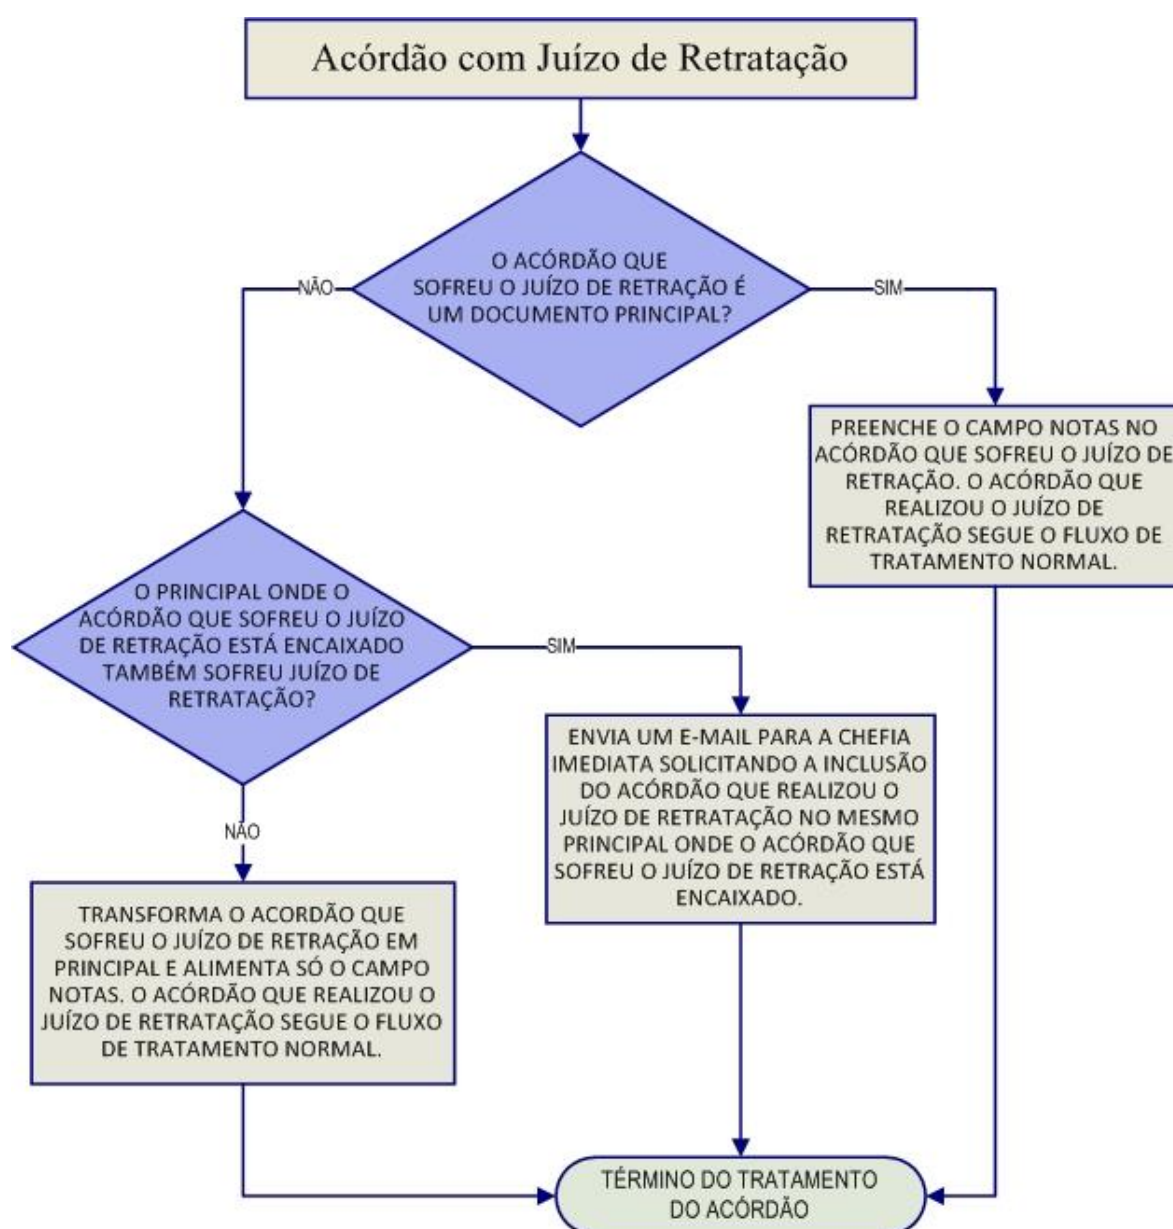 Acórdão com Juízo de Retratação
O ACÓRDÃO QUE
SOFREU O JUÍZO DE RETRAÇÃO É
UM DOCUMENTO PRINCIPAL?
NÃO
SIM
PREENCHE O CAMPO NOTAS NO
ACÓRDÃO QUE SOFREU O JUÍZO DE
RETRAÇÃO. O ACÓRDÃO QUE
REALIZOU O JUÍZO DE
RETRATAÇÃO SEGUE O FLUXO DE
TRATAMENTO NORMAL.
O PRINCIPAL ONDE O
ACÓRDÃO QUE SOFREU O JUÍZO
DE RETRAÇÃO ESTÁ ENCAIXADO
TAMBÉM SOFREU JUÍZO DE
RETRATAÇÃO?
SIM
ENVIA UM E-MAIL PARA A CHEFIA
IMEDIATA SOLICITANDO A INCLUSÃO
DO ACÓRDÃO QUE REALIZOU O
JUÍZO DE RETRATAÇÃO NO MESMO
PRINCIPAL ONDE O ACÓRDÃO QUE
SOFREU O JUÍZO DE RETRAÇÃO ESTÁ
ENCAIXADO.
NÃO
TRANSFORMA O ACORDÃO QUE
SOFREU O JUÍZO DE RETRAÇÃO EM
PRINCIPAL E ALIMENTA SÓ O CAMPO
NOTAS. O ACÓRDÃO QUE REALIZOU O
JUÍZO DE RETRATAÇÃO SEGUE O FLUXO
DE TRATAMENTO NORMAL.
TÉRMINO DO TRATAMENTO
DO ACÓRDÃO